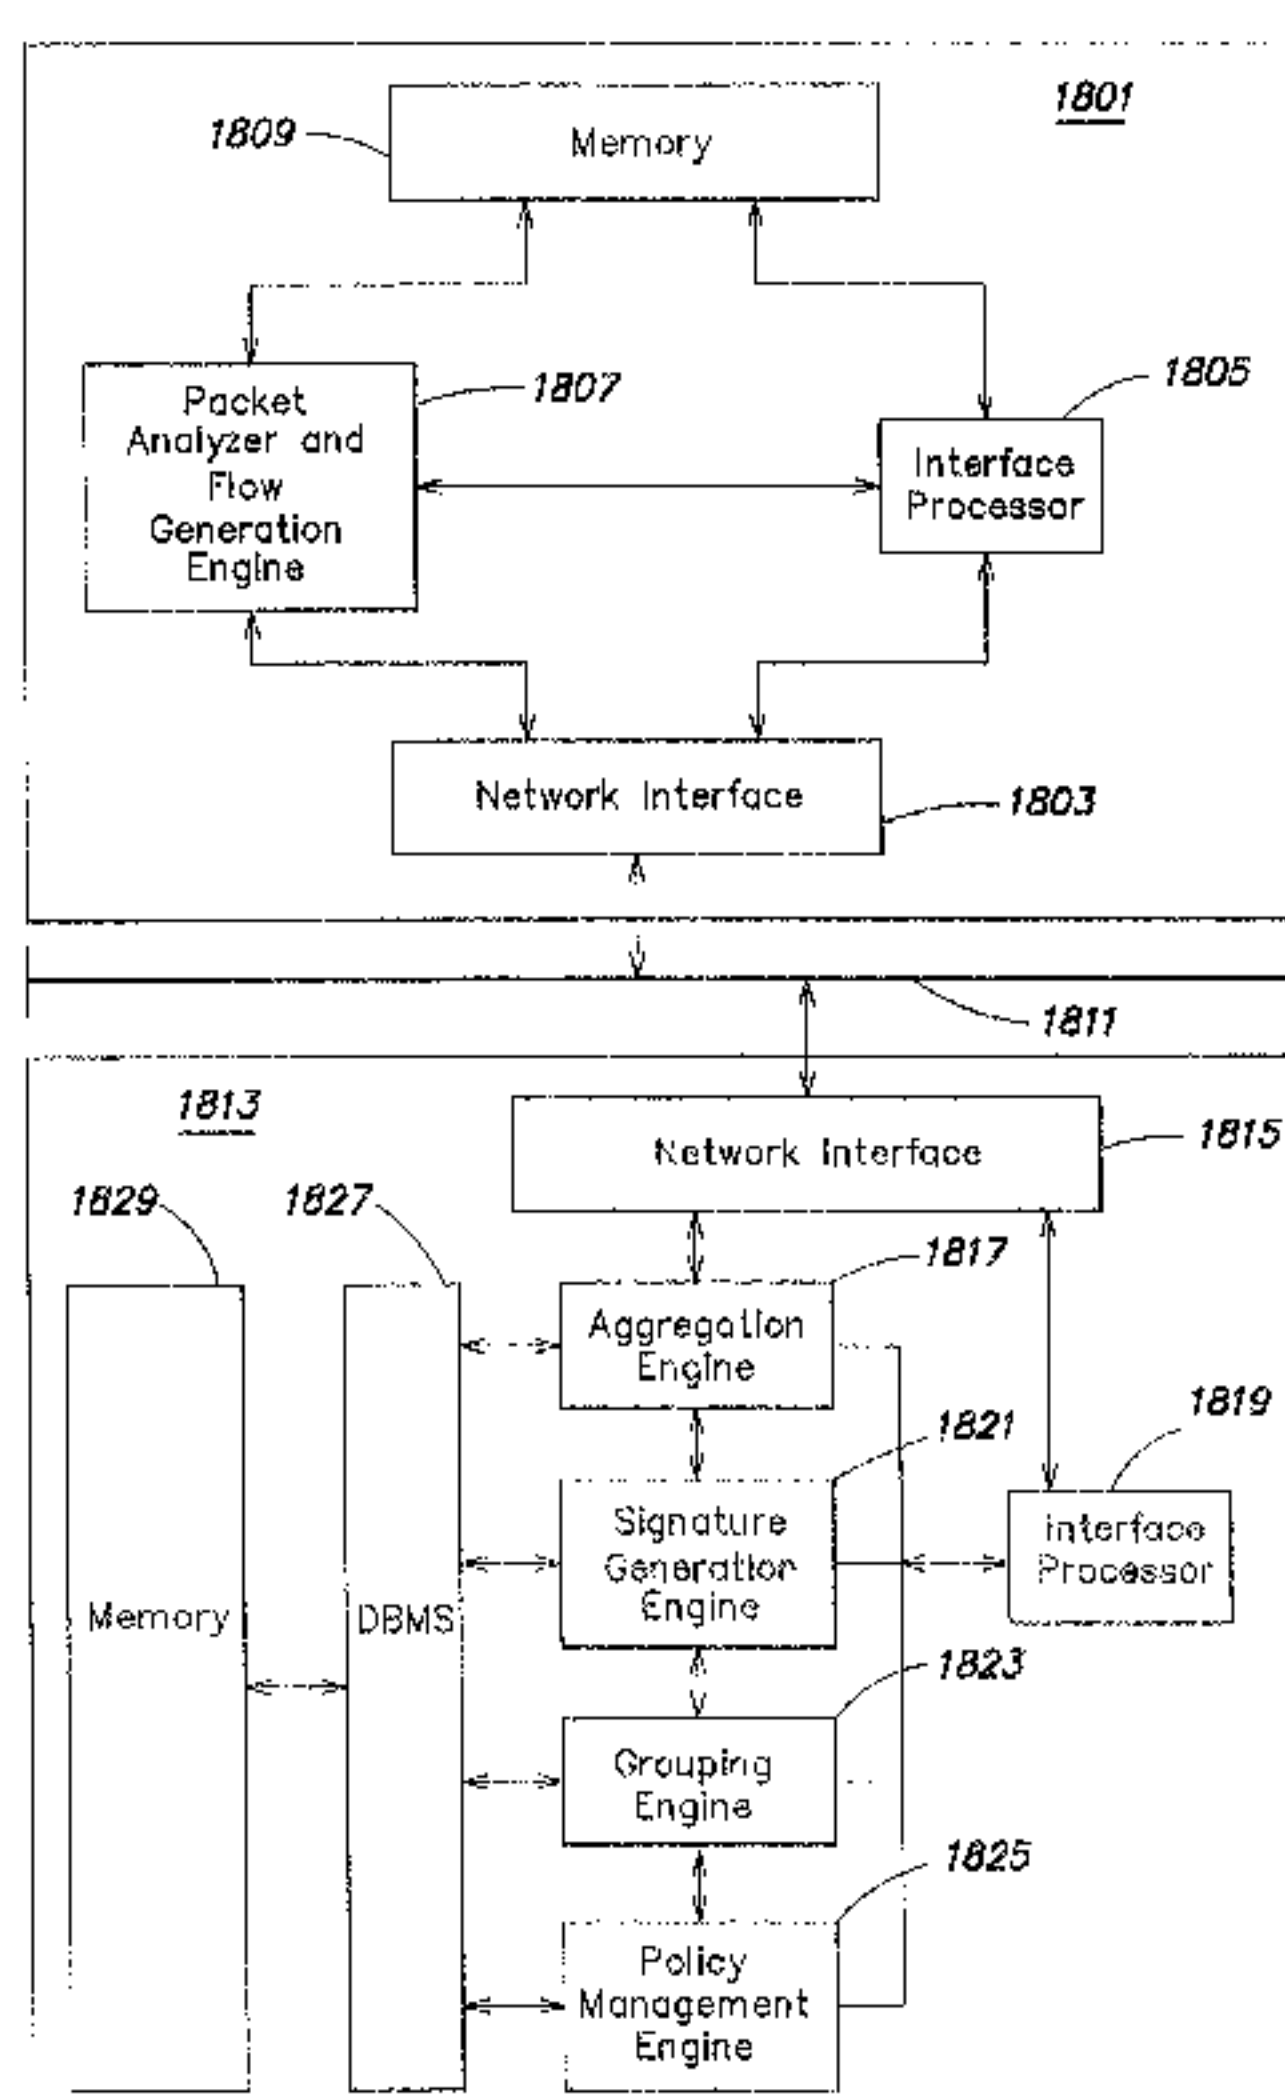 1801
1809
Memory
1807
1805
Packet
Analyzer and
Flow
Generation
Engine
Interface
Processor
Network Interface
1803
1811
1813
Network Interface
1815
1829
1827
1817
Aggregation
Engine
1819
1821
Signature
Generation
Engine
Interface
Processor
Memory
DBMS
1823
Grouping
Engine
1825
Policy
Management
Engine